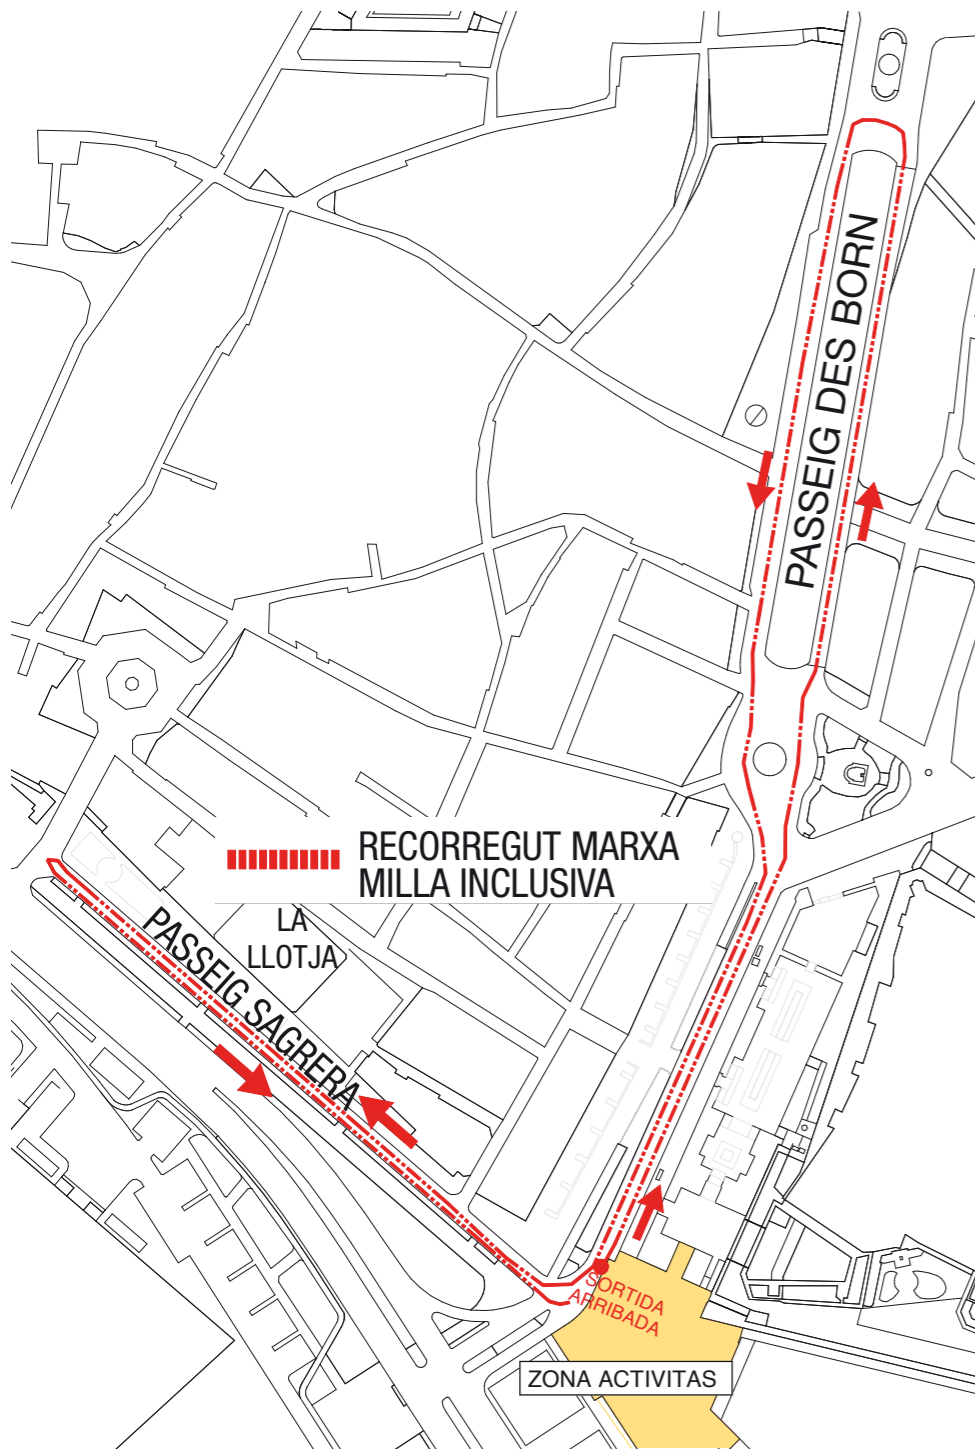 PASSEIG DES BORN
RECORREGUT MARXA
MILLA INCLUSIVA
LA
LLOTJA
PASSEIG SAGRERA
SORTIDA
ARRIBADA
ZONA ACTIVITAS